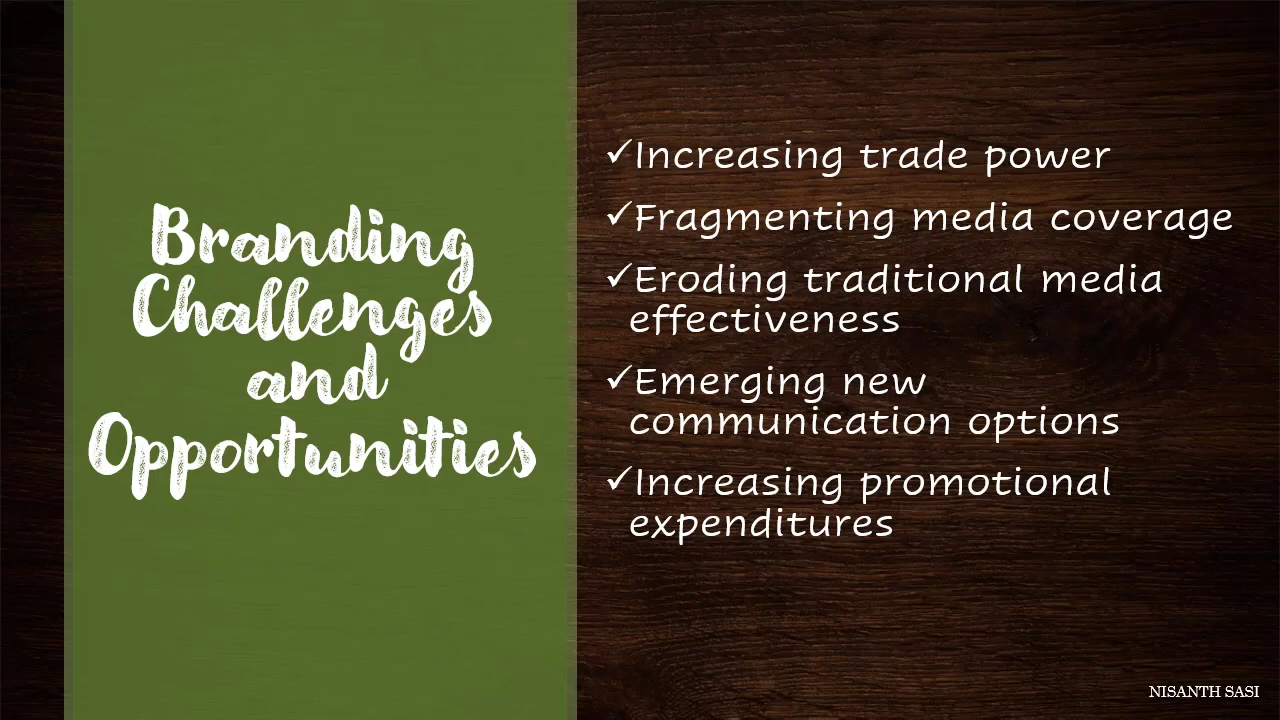 Branding
Challenges
and
Opportunities
✓Increasing trade power
✓Fragmenting media coverage
✓Eroding traditional media
effectiveness
✓Emerging new
communication options
✓Increasing promotional
expenditures
NISANTH SASI